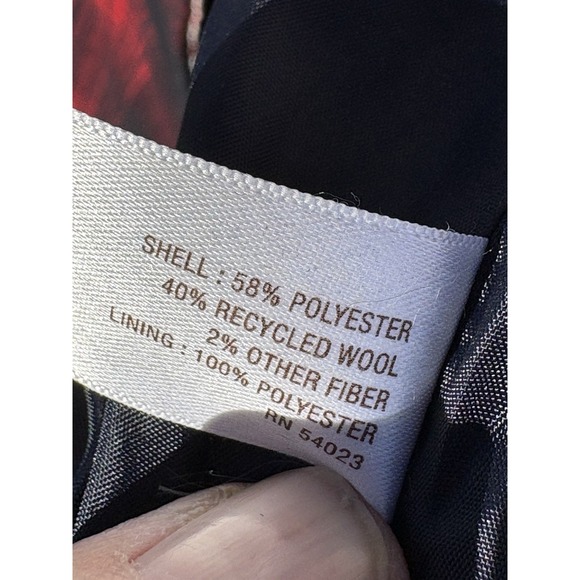 SHELL : 58% POLYESTER
40% RECYCLED WOOL
2% OTHER FIBER
LINING : 100% POLYESTER
RN 54023